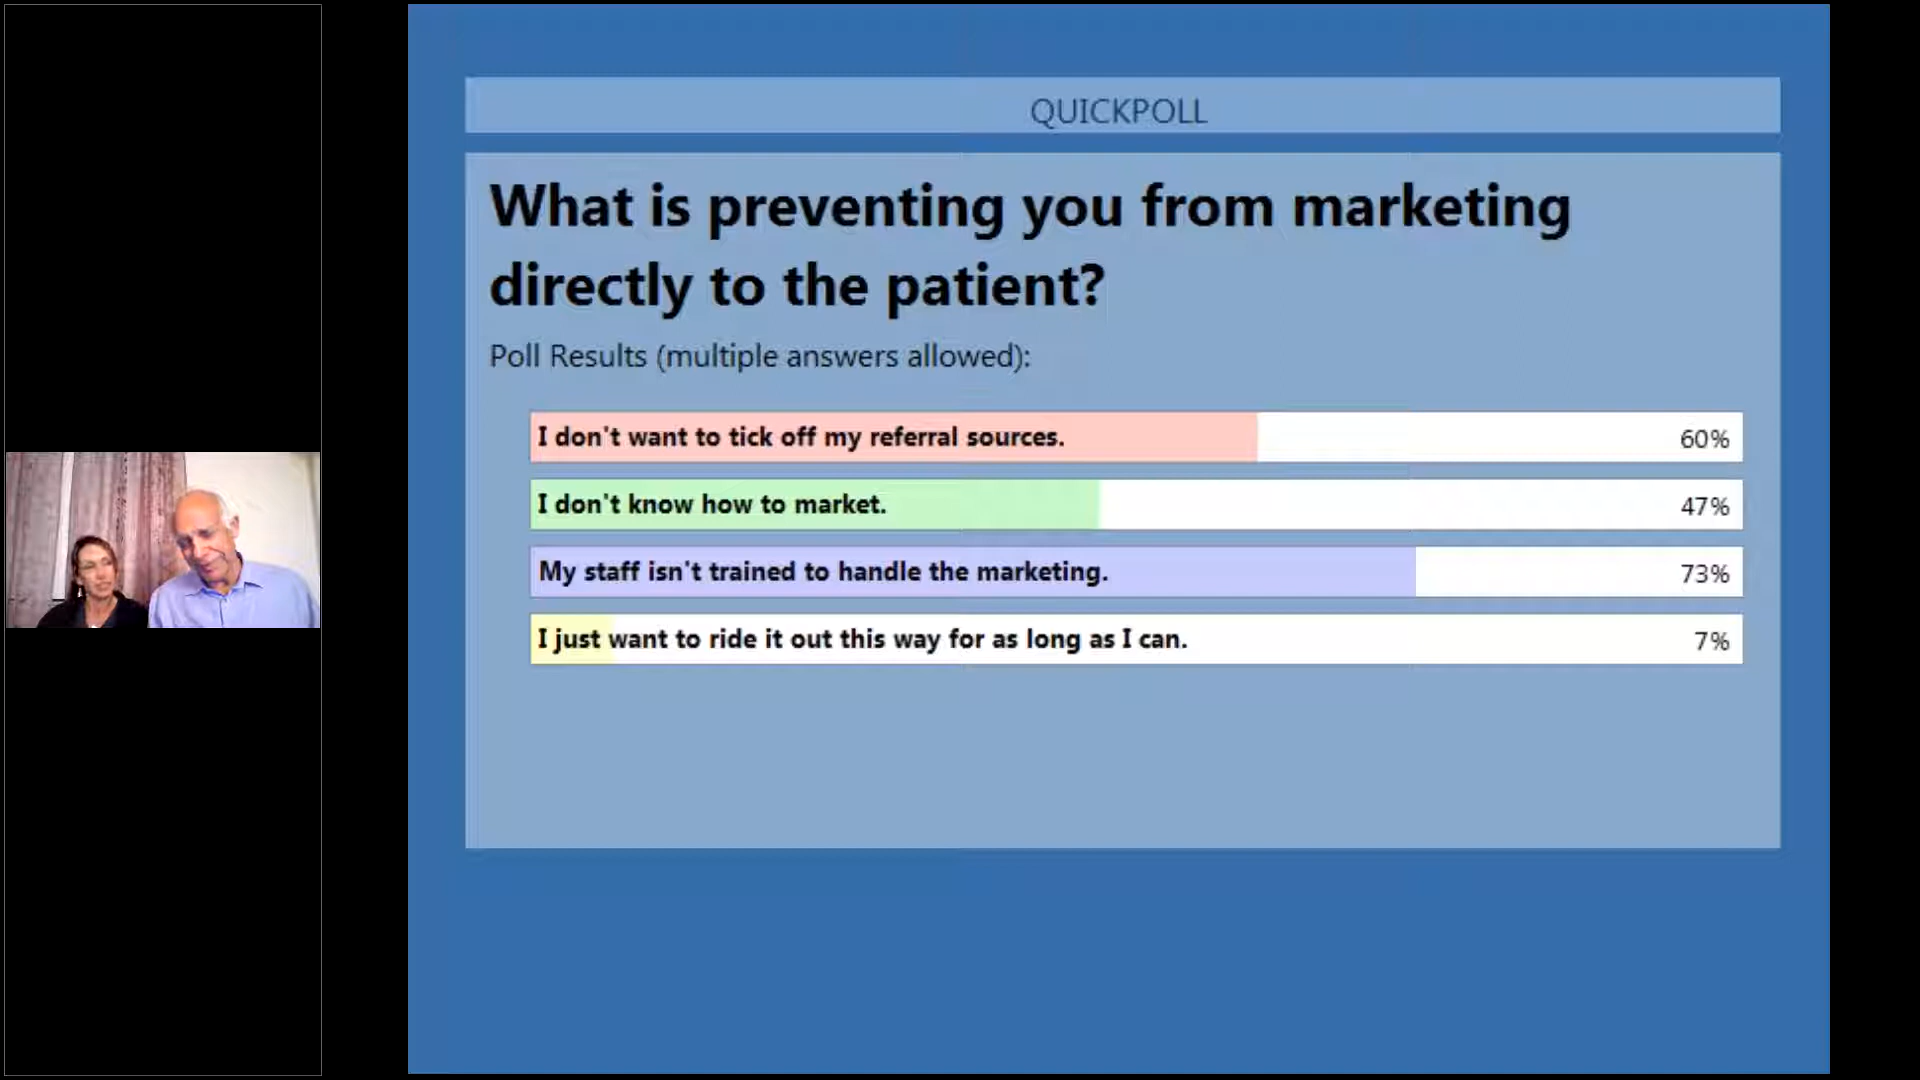 QUICKPOLL
What is preventing you from marketing
directly to the patient?
Poll Results (multiple answers allowed):
I don't want to tick off my referral sources. 60%
I don't know how to market. 47%
My staff isn't trained to handle the marketing. 73%
I just want to ride it out this way for as long as I can. 7%